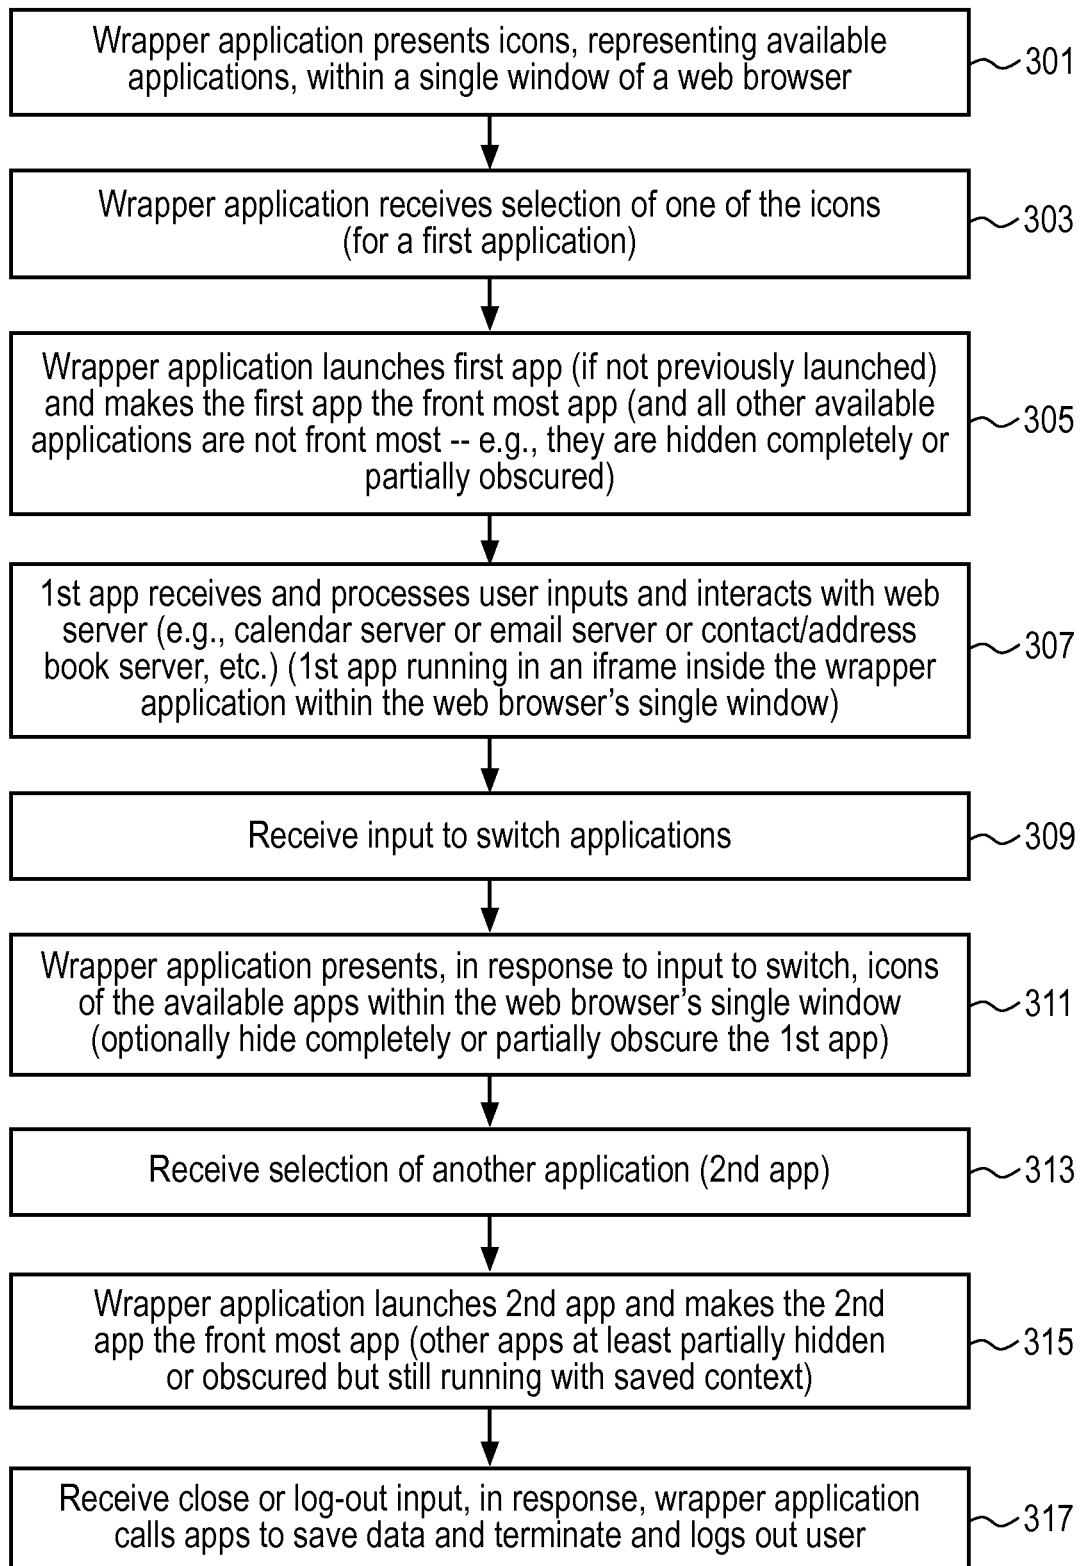 Wrapper application presents icons, representing available
applications, within a single window of a web browser
301
Wrapper application receives selection of one of the icons
(for a first application)
303
Wrapper application launches first app (if not previously launched)
and makes the first app the front most app (and all other available
applications are not front most -- e.g., they are hidden completely or
partially obscured)
305
1st app receives and processes user inputs and interacts with web
server (e.g., calendar server or email server or contact/address
book server, etc.) (1st app running in an iframe inside the wrapper
application within the web browser's single window)
307
Receive input to switch applications
309
Wrapper application presents, in response to input to switch, icons
of the available apps within the web browser's single window
(optionally hide completely or partially obscure the 1st app)
311
Receive selection of another application (2nd app)
313
Wrapper application launches 2nd app and makes the 2nd
app the front most app (other apps at least partially hidden
or obscured but still running with saved context)
315
Receive close or log-out input, in response, wrapper application
calls apps to save data and terminate and logs out user
317